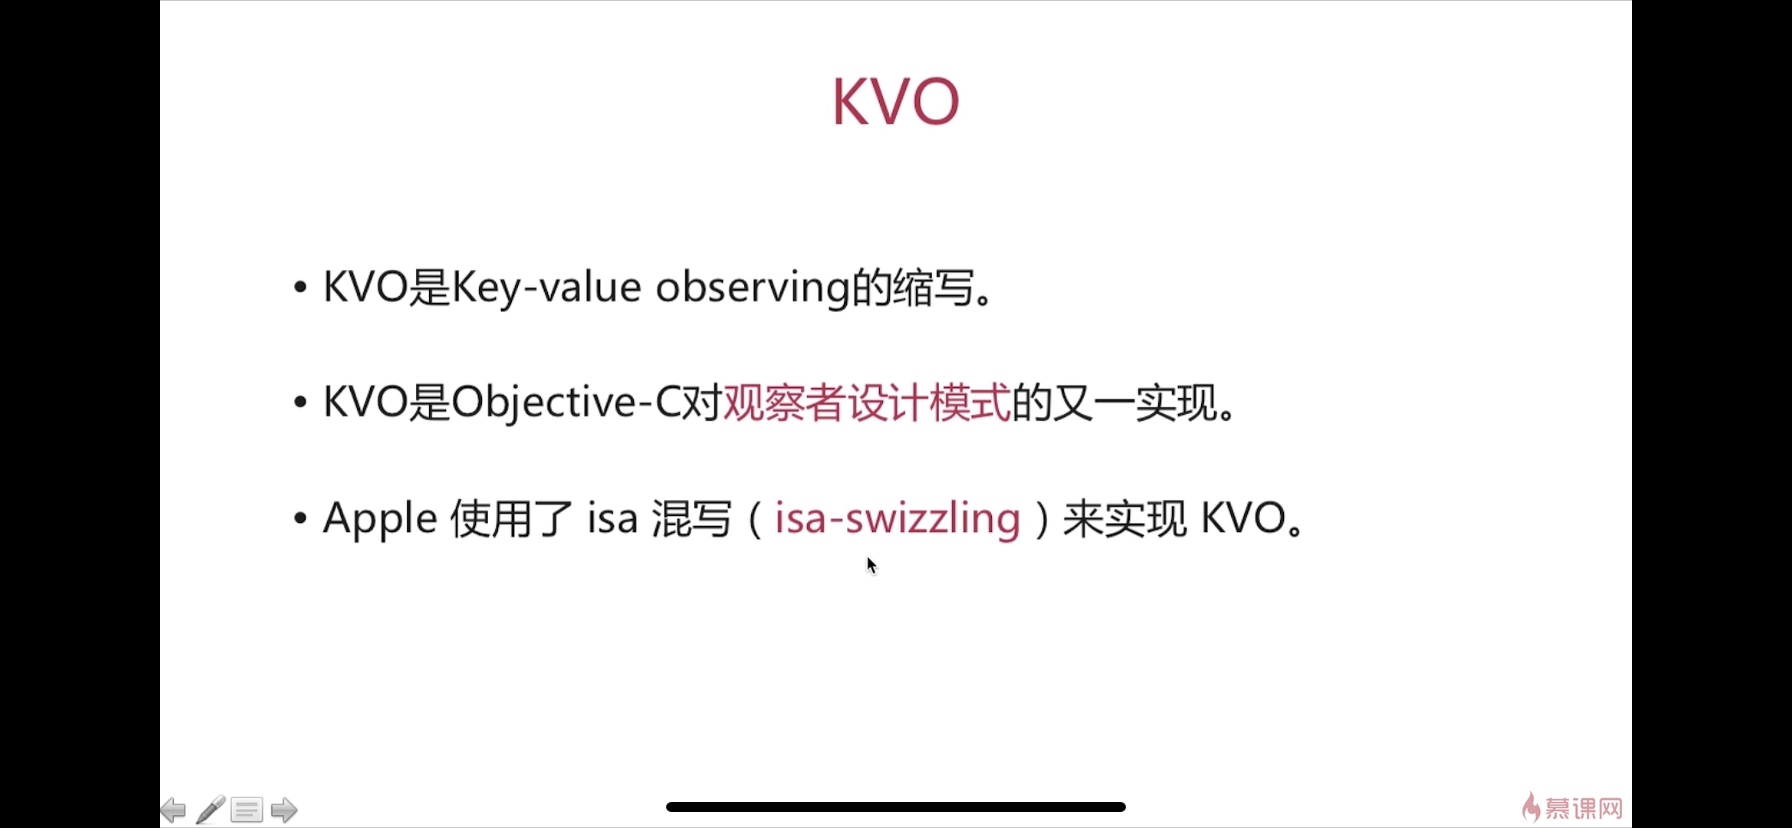 KVO
• KVO是Key-value observing的缩写。
• KVO是Objective-C对观察者设计模式的又一实现。
• Apple 使用了 isa 混写（isa-swizzling）来实现 KVO。
慕课网